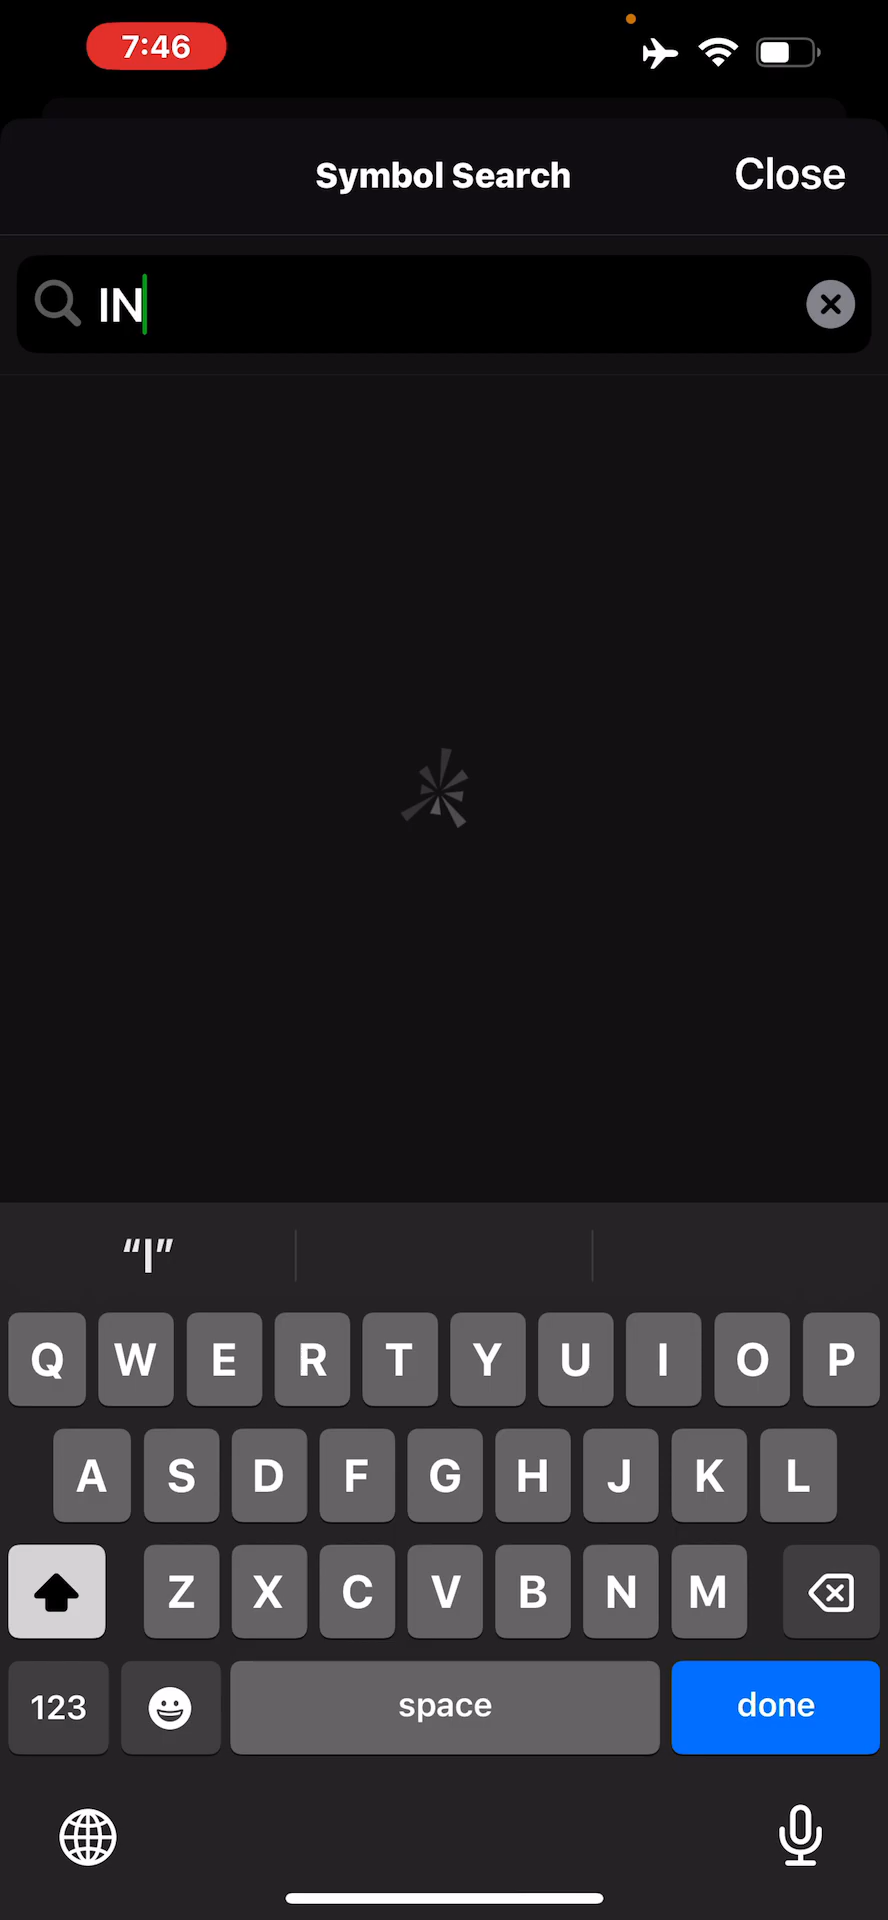 7:46
Symbol Search
Close
IN
“I”
Q W E R T Y U I O P
A S D F G H J K L
Z X C V B N M
123
space
done